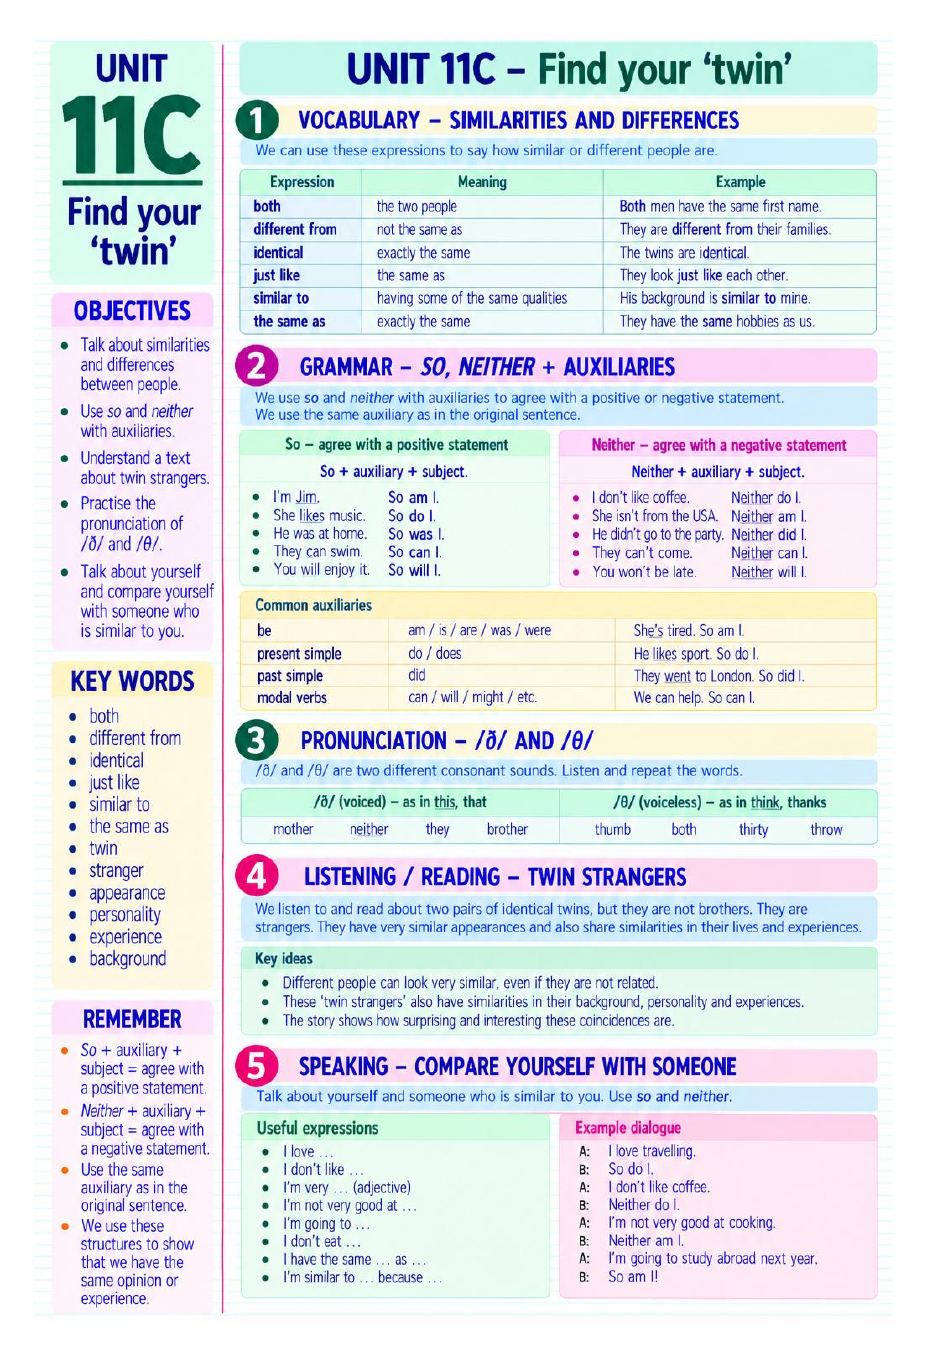 UNIT
11C
Find your
‘twin’
OBJECTIVES
• Talk about similarities
and differences
between people.
• Use so and neither
with auxiliaries.
• Understand a text
about twin strangers.
• Practise the
pronunciation of
/ð/ and /θ/.
• Talk about yourself
and compare yourself
with someone who
is similar to you.
KEY WORDS
• both
• different from
• identical
• just like
• similar to
• the same as
• twin
• stranger
• appearance
• personality
• experience
• background
REMEMBER
• So + auxiliary +
subject = agree with
a positive statement.
• Neither + auxiliary +
subject = agree with
a negative statement.
• Use the same
auxiliary as in the
original sentence.
• We use these
structures to show
that we have the
same opinion or
experience.
UNIT 11C – Find your ‘twin’
1 VOCABULARY – SIMILARITIES AND DIFFERENCES
We can use these expressions to say how similar or different people are.
Expression Meaning Example
both the two people Both men have the same first name.
different from not the same as They are different from their families.
identical exactly the same The twins are identical.
just like the same as They look just like each other.
similar to having some of the same qualities His background is similar to mine.
the same as exactly the same They have the same hobbies as us.
2 GRAMMAR – SO, NEITHER + AUXILIARIES
We use so and neither with auxiliaries to agree with a positive or negative statement.
We use the same auxiliary as in the original sentence.
So – agree with a positive statement
So + auxiliary + subject.
• I'm Jim. So am I.
• She likes music. So do I.
• He was at home. So was I.
• They can swim. So can I.
• You will enjoy it. So will I.
Neither – agree with a negative statement
Neither + auxiliary + subject.
• I don't like coffee. Neither do I.
• She isn't from the USA. Neither am I.
• He didn't go to the party. Neither did I.
• They can't come. Neither can I.
• You won't be late. Neither will I.
Common auxiliaries
be am / is / are / was / were She's tired. So am I.
present simple do / does He likes sport. So do I.
past simple did They went to London. So did I.
modal verbs can / will / might / etc. We can help. So can I.
3 PRONUNCIATION – /ð/ AND /θ/
/ð/ and /θ/ are two different consonant sounds. Listen and repeat the words.
/ð/ (voiced) – as in this, that /θ/ (voiceless) – as in think, thanks
mother neither they brother thumb both thirty throw
4 LISTENING / READING – TWIN STRANGERS
We listen to and read about two pairs of identical twins, but they are not brothers. They are
strangers. They have very similar appearances and also share similarities in their lives and experiences.
Key ideas
• Different people can look very similar, even if they are not related.
• These ‘twin strangers’ also have similarities in their background, personality and experiences.
• The story shows how surprising and interesting these coincidences are.
5 SPEAKING – COMPARE YOURSELF WITH SOMEONE
Talk about yourself and someone who is similar to you. Use so and neither.
Useful expressions
• I love ...
• I don't like ...
• I'm very ... (adjective)
• I'm not very good at ...
• I'm going to ...
• I don't eat ...
• I have the same ... as ...
• I'm similar to ... because ...
Example dialogue
A: I love travelling.
B: So do I.
A: I don't like coffee.
B: Neither do I.
A: I'm not very good at cooking.
B: Neither am I.
A: I'm going to study abroad next year.
B: So am I!